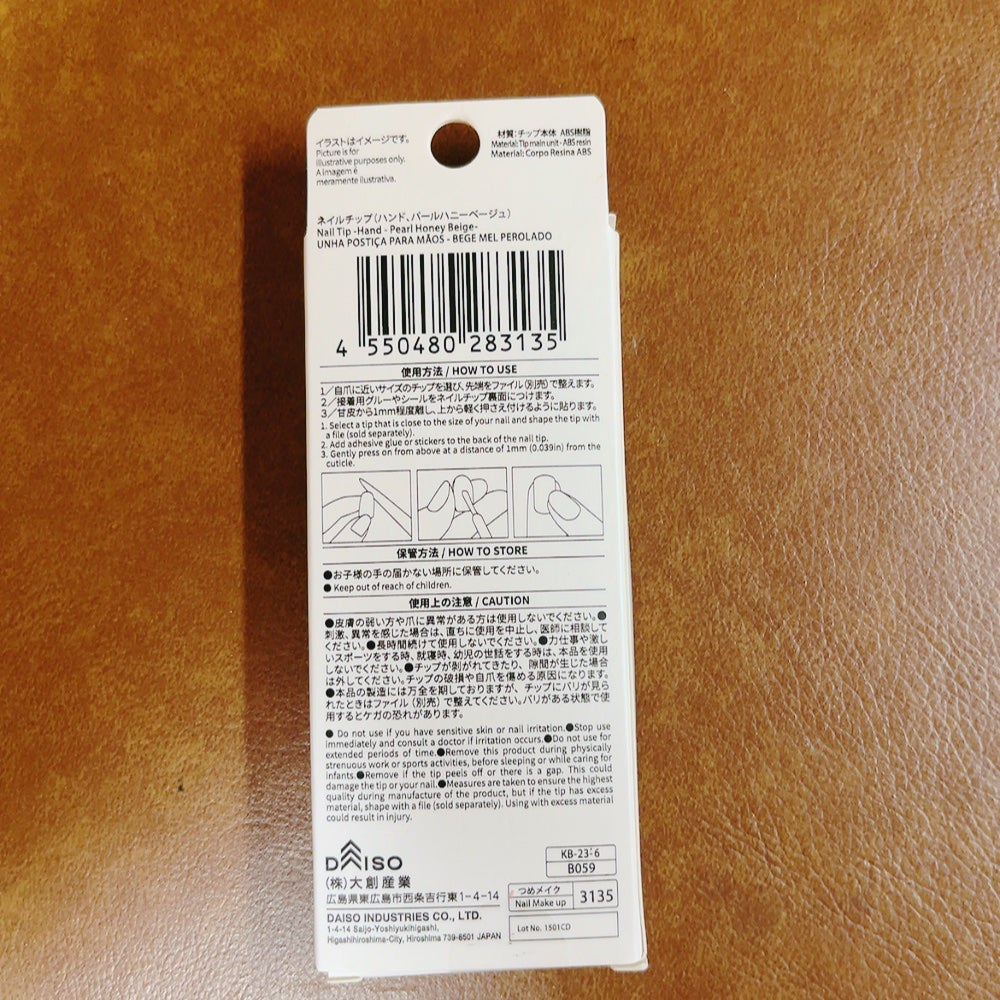 イラストはイメージです。
Picture is for
illustrative purposes only.
A imagem é
meramente ilustrativa.
材質：チップ本体 ABS樹脂
Material: Tip main unit - ABS resin
Material: Corpo Resina ABS
ネイルチップ（ハンド、パールハニーベージュ）
Nail Tip -Hand - Pearl Honey Beige-
UNHA POSTIÇA PARA MÃOS - BEGE MEL PEROLADO
4 550480 283135
使用方法 / HOW TO USE
1／自爪に近いサイズのチップを選び、先端をファイル（別売）で整えます。
2／接着用グルーやシールをネイルチップ裏面につけます。
3／甘皮から1mm程度離し、上から軽く押さえ付けるように貼ります。
1. Select a tip that is close to the size of your nail and shape the tip with
a file (sold separately).
2. Add adhesive glue or stickers to the back of the nail tip.
3. Gently press on from above at a distance of 1mm (0.039in) from the
cuticle.
保管方法 / HOW TO STORE
●お子様の手の届かない場所に保管してください。
● Keep out of reach of children.
使用上の注意 / CAUTION
●皮膚の弱い方や爪に異常がある方は使用しないでください。●
刺激、異常を感じた場合は、直ちに使用を中止し、医師に相談して
ください。●長時間続けて使用しないでください。●力仕事や激し
いスポーツをする時、就寝時、幼児の世話をする時は、本品を使用
しないでください。●チップが剥がれてきたり、隙間が生じた場合
は外してください。チップの破損や自爪を傷める原因になります。
●本品の製造には万全を期しておりますが、チップにバリが見ら
れたときはファイル（別売）で整えてください。バリがある状態で使
用するとケガの恐れがあります。
● Do not use if you have sensitive skin or nail irritation.●Stop use
immediately and consult a doctor if irritation occurs.●Do not use for
extended periods of time.●Remove this product during physically
strenuous work or sports activities, before sleeping or while caring for
infants.●Remove if the tip peels off or there is a gap. This could
damage the tip or your nail.●Measures are taken to ensure the highest
quality during manufacture of the product, but if the tip has excess
material, shape with a file (sold separately). Using with excess material
could result in injury.
DAISO
（株）大創産業
広島県東広島市西条吉行東1-4-14
DAISO INDUSTRIES CO., LTD.
1-4-14 Saijo-Yoshiyukihigashi,
Higashihiroshima-City, Hiroshima 739-8501 JAPAN
KB-23-6
B059
つめメイク
Nail Make up
3135
Lot No. 1501CD